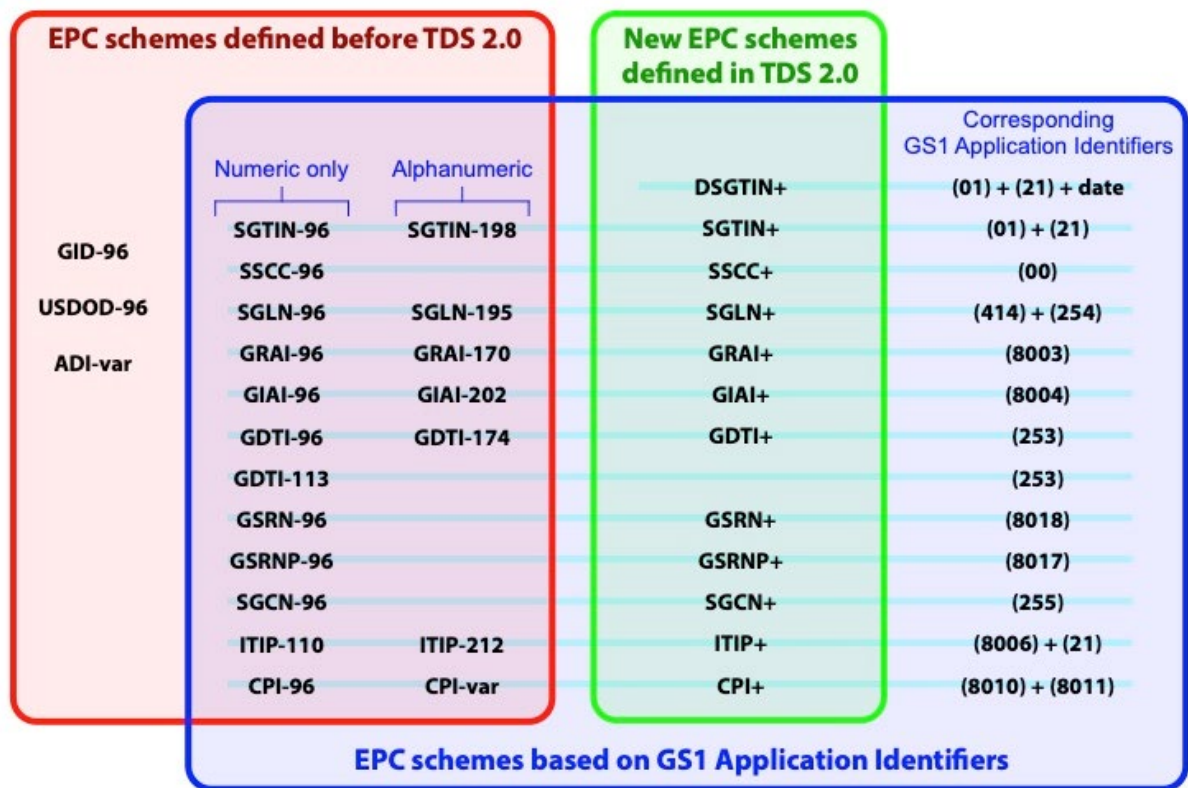 EPC schemes defined before TDS 2.0
New EPC schemes
defined in TDS 2.0
Corresponding
GS1 Application Identifiers
Numeric only Alphanumeric
DSGTIN+ (01) + (21) + date
SGTIN-96 SGTIN-198 SGTIN+ (01) + (21)
GID-96
SSCC-96 SSCC+ (00)
USDOD-96 SGLN-96 SGLN-195 SGLN+ (414) + (254)
GRAI-96 GRAI-170 GRAI+ (8003)
ADI-var
GIAI-96 GIAI-202 GIAI+ (8004)
GDTI-96 GDTI-174 GDTI+ (253)
GDTI-113 (253)
GSRN-96 GSRN+ (8018)
GSRNP-96 GSRNP+ (8017)
SGCN-96 SGCN+ (255)
ITIP-110 ITIP-212 ITIP+ (8006) + (21)
CPI-96 CPI-var CPI+ (8010) + (8011)
EPC schemes based on GS1 Application Identifiers